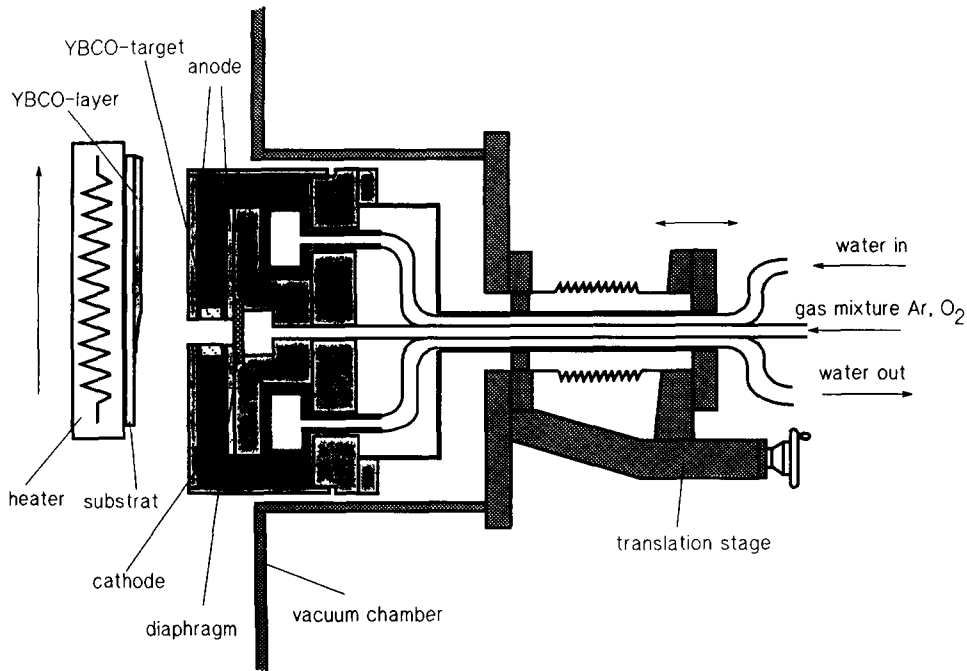 YBCO-target
anode
YBCO-layer
water in
gas mixture Ar, O2
water out
heater
substrat
translation stage
cathode
vacuum chamber
diaphragm